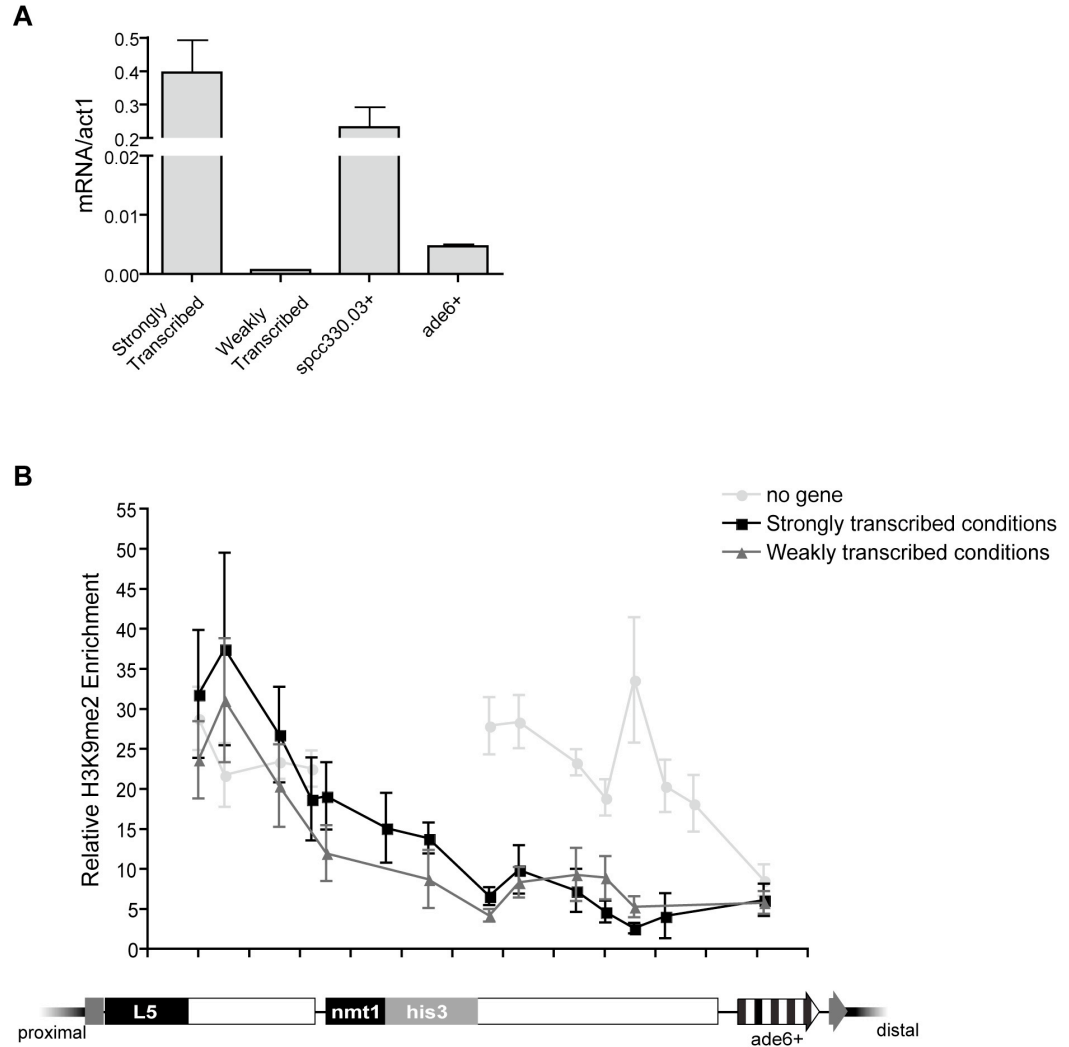 A
mRNA/act1
0.5
0.4
0.3
0.2
0.02
0.01
0.00
Strongly
Transcribed
Weakly
Transcribed
spcc330.03+
ade6+
B
no gene
Strongly transcribed conditions
Weakly transcribed conditions
Relative H3K9me2 Enrichment
55
50
45
40
35
30
25
20
15
10
5
0
L5
nmt1
his3
proximal
distal
ade6+